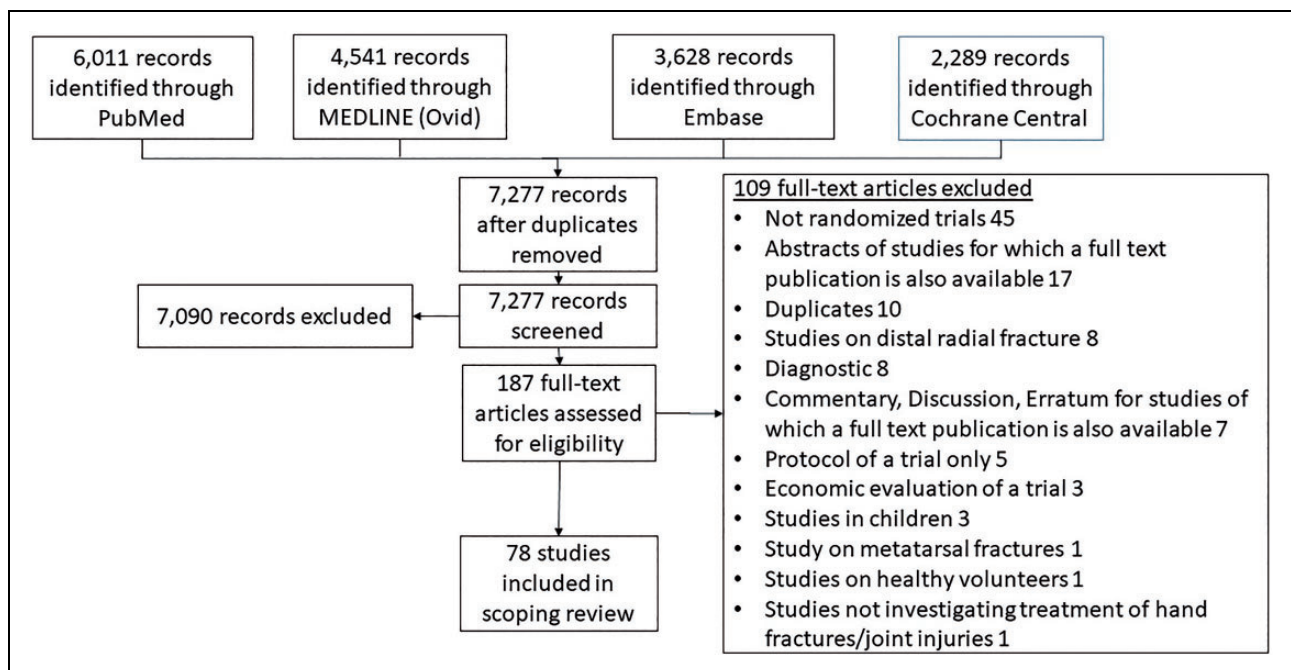 6,011 records
identified through
PubMed
4,541 records
identified through
MEDLINE (Ovid)
3,628 records
identified through
Embase
2,289 records
identified through
Cochrane Central
7,277 records
after duplicates
removed
7,090 records excluded
7,277 records
screened
187 full-text
articles assessed
for eligibility
78 studies
included in
scoping review
109 full-text articles excluded
• Not randomized trials 45
• Abstracts of studies for which a full text
publication is also available 17
• Duplicates 10
• Studies on distal radial fracture 8
• Diagnostic 8
• Commentary, Discussion, Erratum for studies of
which a full text publication is also available 7
• Protocol of a trial only 5
• Economic evaluation of a trial 3
• Studies in children 3
• Study on metatarsal fractures 1
• Studies on healthy volunteers 1
• Studies not investigating treatment of hand
fractures/joint injuries 1